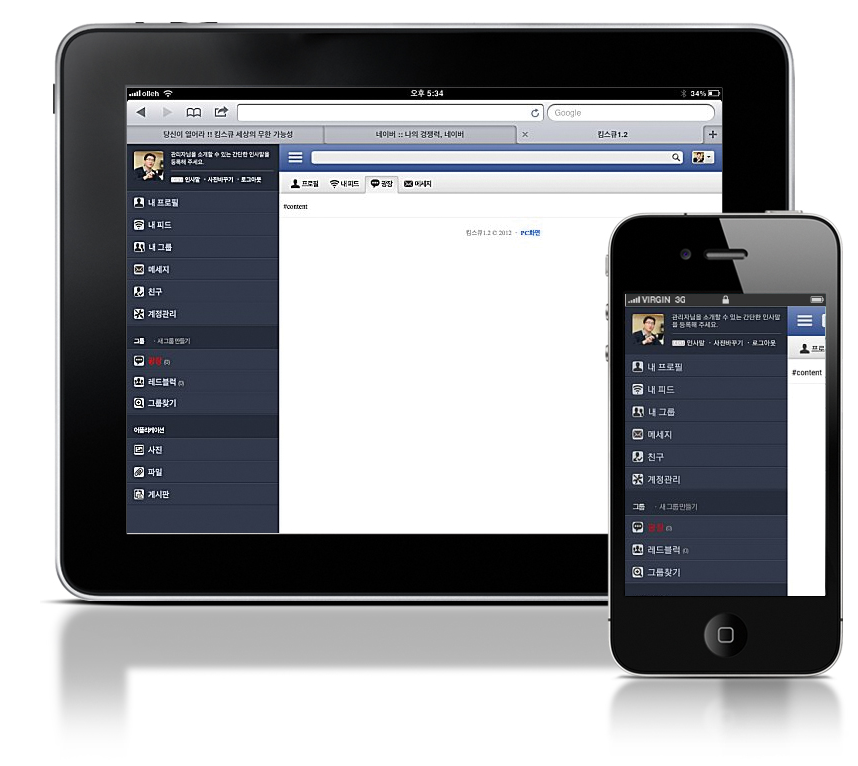 olleh
오후 5:34
34%
Google
당신이 열어라 !! 킴스큐 세상의 무한 가능성
네이버 :: 나의 경쟁력, 네이버
킴스큐1.2
관리자님을 소개할 수 있는 간단한 인사말을
등록해 주세요.
인사말 · 사진바꾸기 · 로그아웃
내 프로필
내 피드
내 그룹
메세지
친구
계정관리
그룹 · 새그룹만들기
광장 (0)
레드블럭 (0)
그룹찾기
어플리케이션
사진
파일
게시판
프로필 내피드 광장 메세지
#content
킴스큐1.2 © 2012 · PC화면
VIRGIN 3G
관리자님을 소개할 수 있는 간단한 인사말
을 등록해 주세요.
인사말 · 사진바꾸기 · 로그아웃
내 프로필
내 피드
내 그룹
메세지
친구
계정관리
그룹 · 새그룹만들기
광장 (0)
레드블럭 (0)
그룹찾기
프로
#content